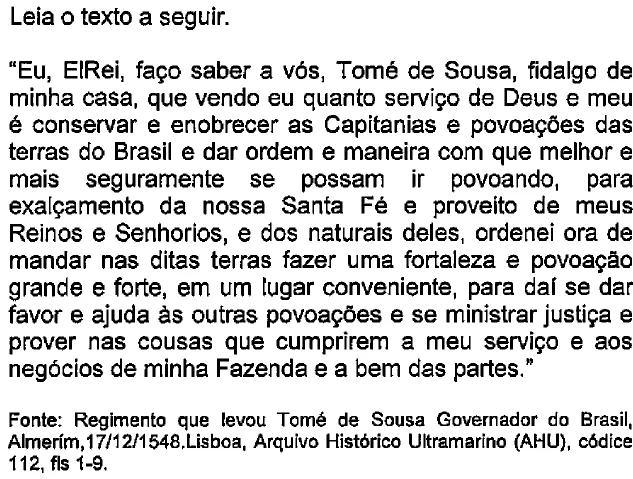 Leia o texto a seguir.
“Eu, ElRei, faço saber a vós, Tomé de Sousa, fidalgo de
minha casa, que vendo eu quanto serviço de Deus e meu
é conservar e enobrecer as Capitanias e povoações das
terras do Brasil e dar ordem e maneira com que melhor e
mais seguramente se possam ir povoando, para
exalçamento da nossa Santa Fé e proveito de meus
Reinos e Senhorios, e dos naturais deles, ordenei ora de
mandar nas ditas terras fazer uma fortaleza e povoação
grande e forte, em um lugar conveniente, para daí se dar
favor e ajuda às outras povoações e se ministrar justiça e
prover nas cousas que cumprirem a meu serviço e aos
negócios de minha Fazenda e a bem das partes.”
Fonte: Regimento que levou Tomé de Sousa Governador do Brasil,
Almerím,17/12/1548.Lisboa, Arquivo Histórico Ultramarino (AHU), códice
112, fls 1-9.